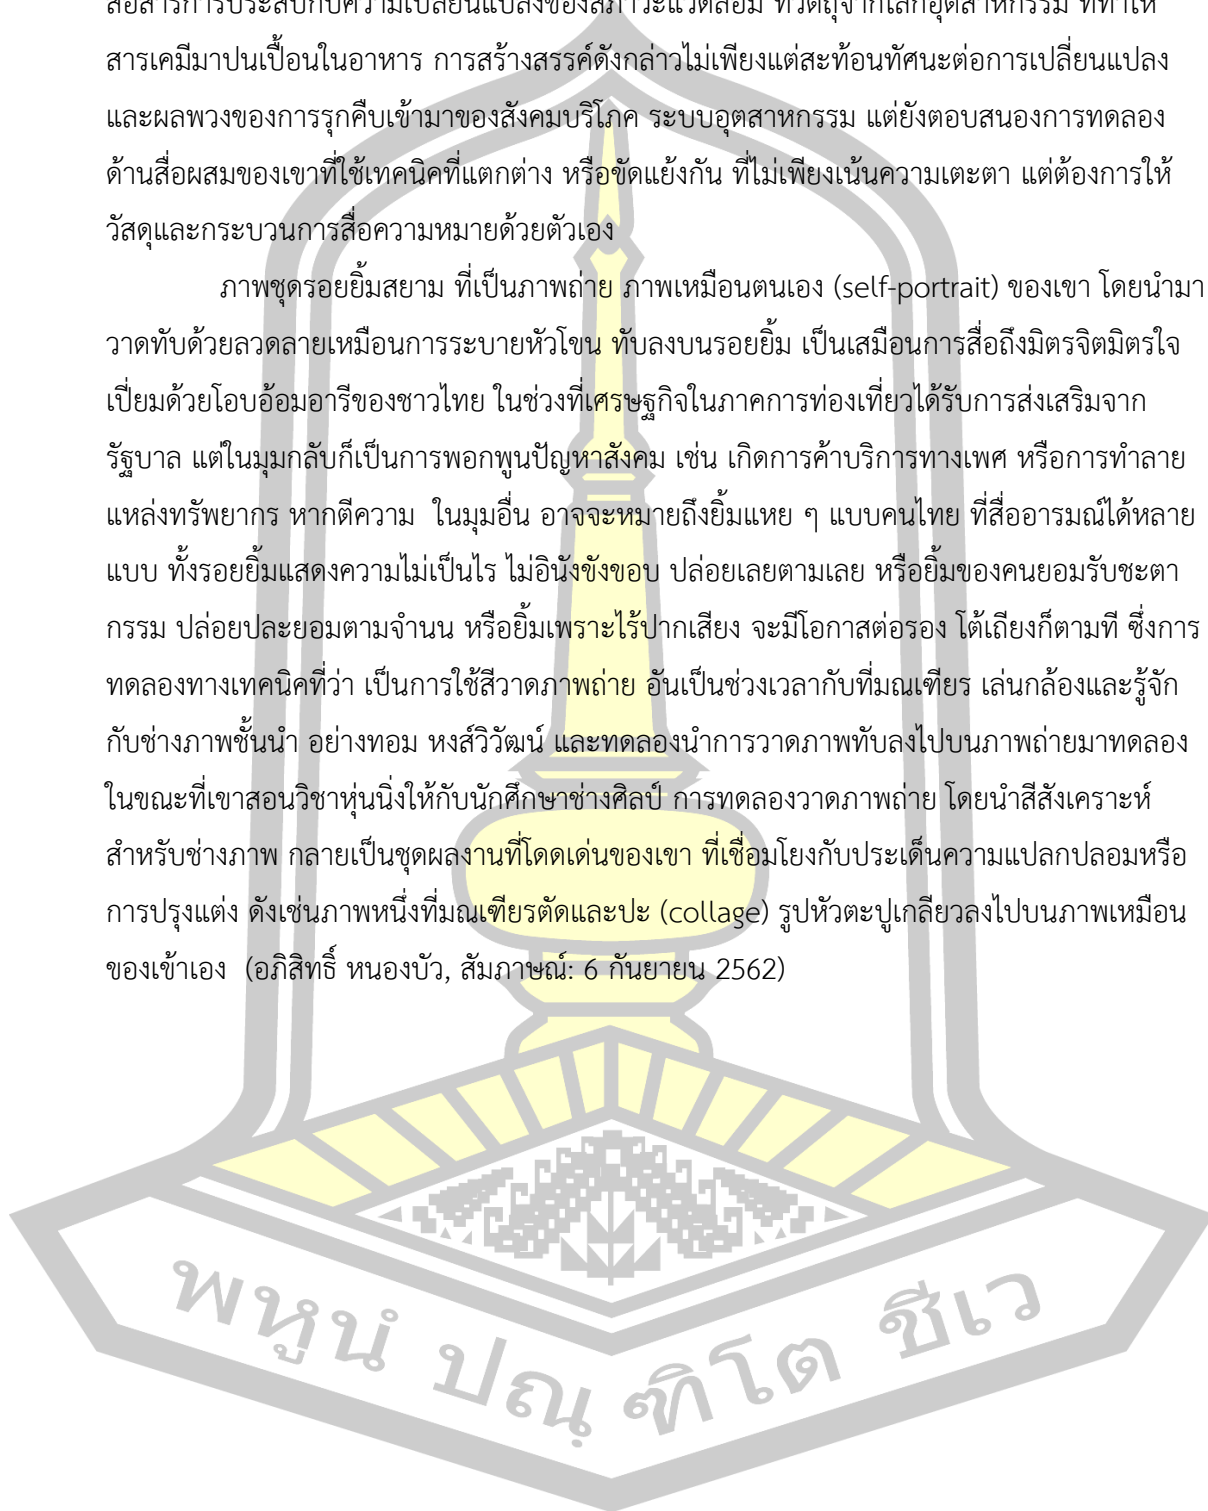 สื่อสารการประสบกับความเปลี่ยนแปลงของสภาวะแวดล้อม ที่วัตถุจากโลกอุตสาหกรรม ที่ทำให้
สารเคมีมาปนเปื้อนในอาหาร การสร้างสรรค์ดังกล่าวไม่เพียงแต่สะท้อนทัศนะต่อการเปลี่ยนแปลง
และผลพวงของการรุกคืบเข้ามาของสังคมบริโภค ระบบอุตสาหกรรม แต่ยังตอบสนองการทดลอง
ด้านสื่อผสมของเขาที่ใช้เทคนิคที่แตกต่าง หรือขัดแย้งกัน ที่ไม่เพียงเน้นความเตะตา แต่ต้องการให้
วัสดุและกระบวนการสื่อความหมายด้วยตัวเอง
ภาพชุดรอยยิ้มสยาม ที่เป็นภาพถ่าย ภาพเหมือนตนเอง (self-portrait) ของเขา โดยนำมา
วาดทับด้วยลวดลายเหมือนการระบายหัวโขน ทับลงบนรอยยิ้ม เป็นเสมือนการสื่อถึงมิตรจิตมิตรใจ
เปี่ยมด้วยโอบอ้อมอารีของชาวไทย ในช่วงที่เศรษฐกิจในภาคการท่องเที่ยวได้รับการส่งเสริมจาก
รัฐบาล แต่ในมุมกลับก็เป็นการพอกพูนปัญหาสังคม เช่น เกิดการค้าบริการทางเพศ หรือการทำลาย
แหล่งทรัพยากร หากตีความ ในมุมอื่น อาจจะหมายถึงยิ้มแหย ๆ แบบคนไทย ที่สื่ออารมณ์ได้หลาย
แบบ ทั้งรอยยิ้มแสดงความไม่เป็นไร ไม่อินังขังขอบ ปล่อยเลยตามเลย หรือยิ้มของคนยอมรับชะตา
กรรม ปล่อยปละยอมตามจำนน หรือยิ้มเพราะไร้ปากเสียง จะมีโอกาสต่อรอง โต้เถียงก็ตามที ซึ่งการ
ทดลองทางเทคนิคที่ว่า เป็นการใช้สีวาดภาพถ่าย อันเป็นช่วงเวลากับที่มณเฑียร เล่นกล้องและรู้จัก
กับช่างภาพชั้นนำ อย่างทอม หงส์วิวัฒน์ และทดลองนำการวาดภาพทับลงไปบนภาพถ่ายมาทดลอง
ในขณะที่เขาสอนวิชาหุ่นนิ่งให้กับนักศึกษาช่างศิลป์ การทดลองวาดภาพถ่าย โดยนำสีสังเคราะห์
สำหรับช่างภาพ กลายเป็นชุดผลงานที่โดดเด่นของเขา ที่เชื่อมโยงกับประเด็นความแปลกปลอมหรือ
การปรุงแต่ง ดังเช่นภาพหนึ่งที่มณเฑียรตัดและปะ (collage) รูปหัวตะปูเกลียวลงไปบนภาพเหมือน
ของเข้าเอง (อภิสิทธิ์ หนองบัว, สัมภาษณ์: 6 กันยายน 2562)
พหูนํ ปณฺฑิโต ชีเว